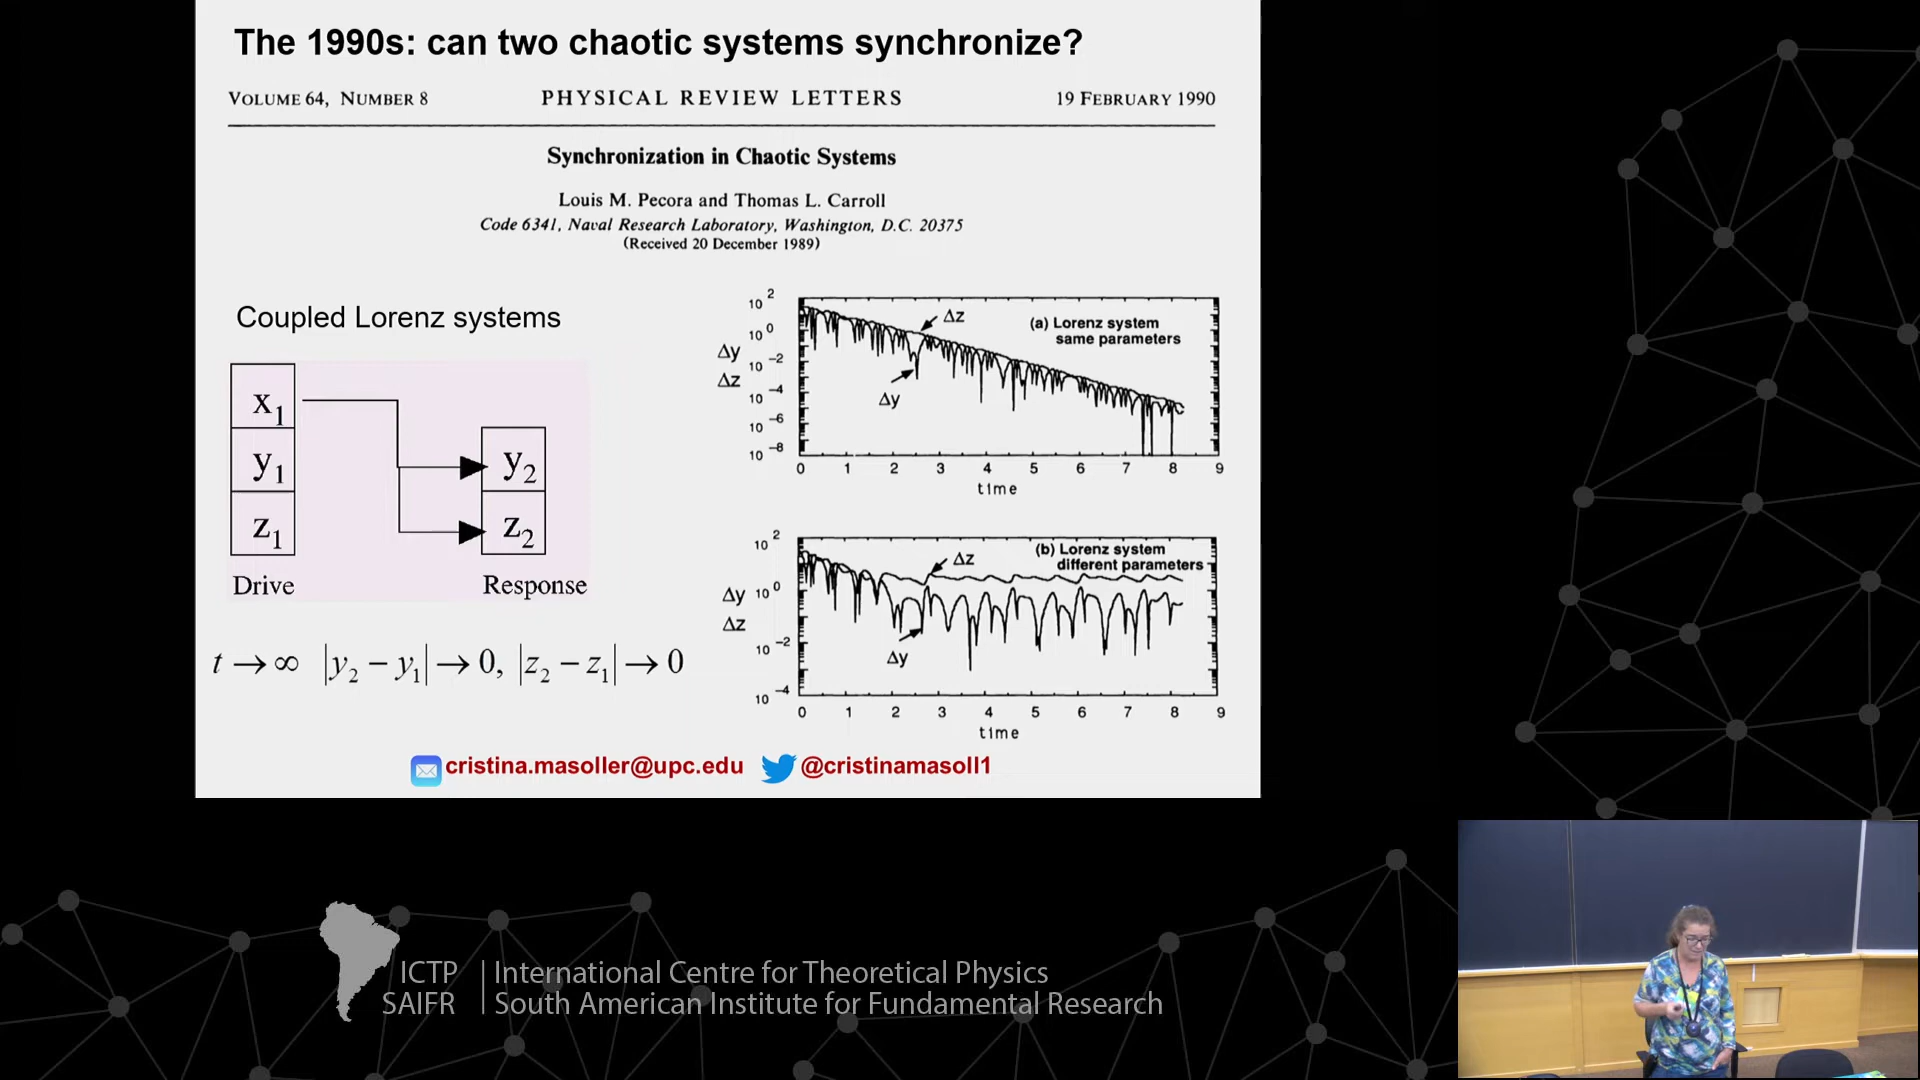 The 1990s: can two chaotic systems synchronize?
VOLUME 64, NUMBER 8 PHYSICAL REVIEW LETTERS 19 FEBRUARY 1990
Synchronization in Chaotic Systems
Louis M. Pecora and Thomas L. Carroll
Code 6341, Naval Research Laboratory, Washington, D.C. 20375
(Received 20 December 1989)
Coupled Lorenz systems
x1
y1
z1
Drive
y2
z2
Response
t → ∞ |y2 − y1| → 0, |z2 − z1| → 0
10^2
10^0
10^-2
10^-4
10^-6
10^-8
Δy
Δz
Δz
Δy
(a) Lorenz system
same parameters
0 1 2 3 4 5 6 7 8 9
time
10^2
10^0
10^-2
10^-4
Δy
Δz
Δz
Δy
(b) Lorenz system
different parameters
0 1 2 3 4 5 6 7 8 9
time
cristina.masoller@upc.edu @cristinamasoll1
ICTP | International Centre for Theoretical Physics
SAIFR | South American Institute for Fundamental Research